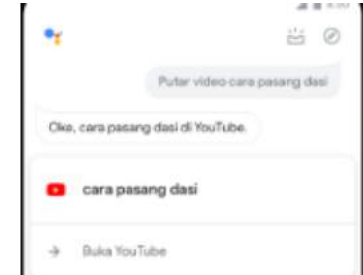 Putar video cara pasang dasi
Oke, cara pasang dasi di YouTube.
cara pasang dasi
Buka YouTube